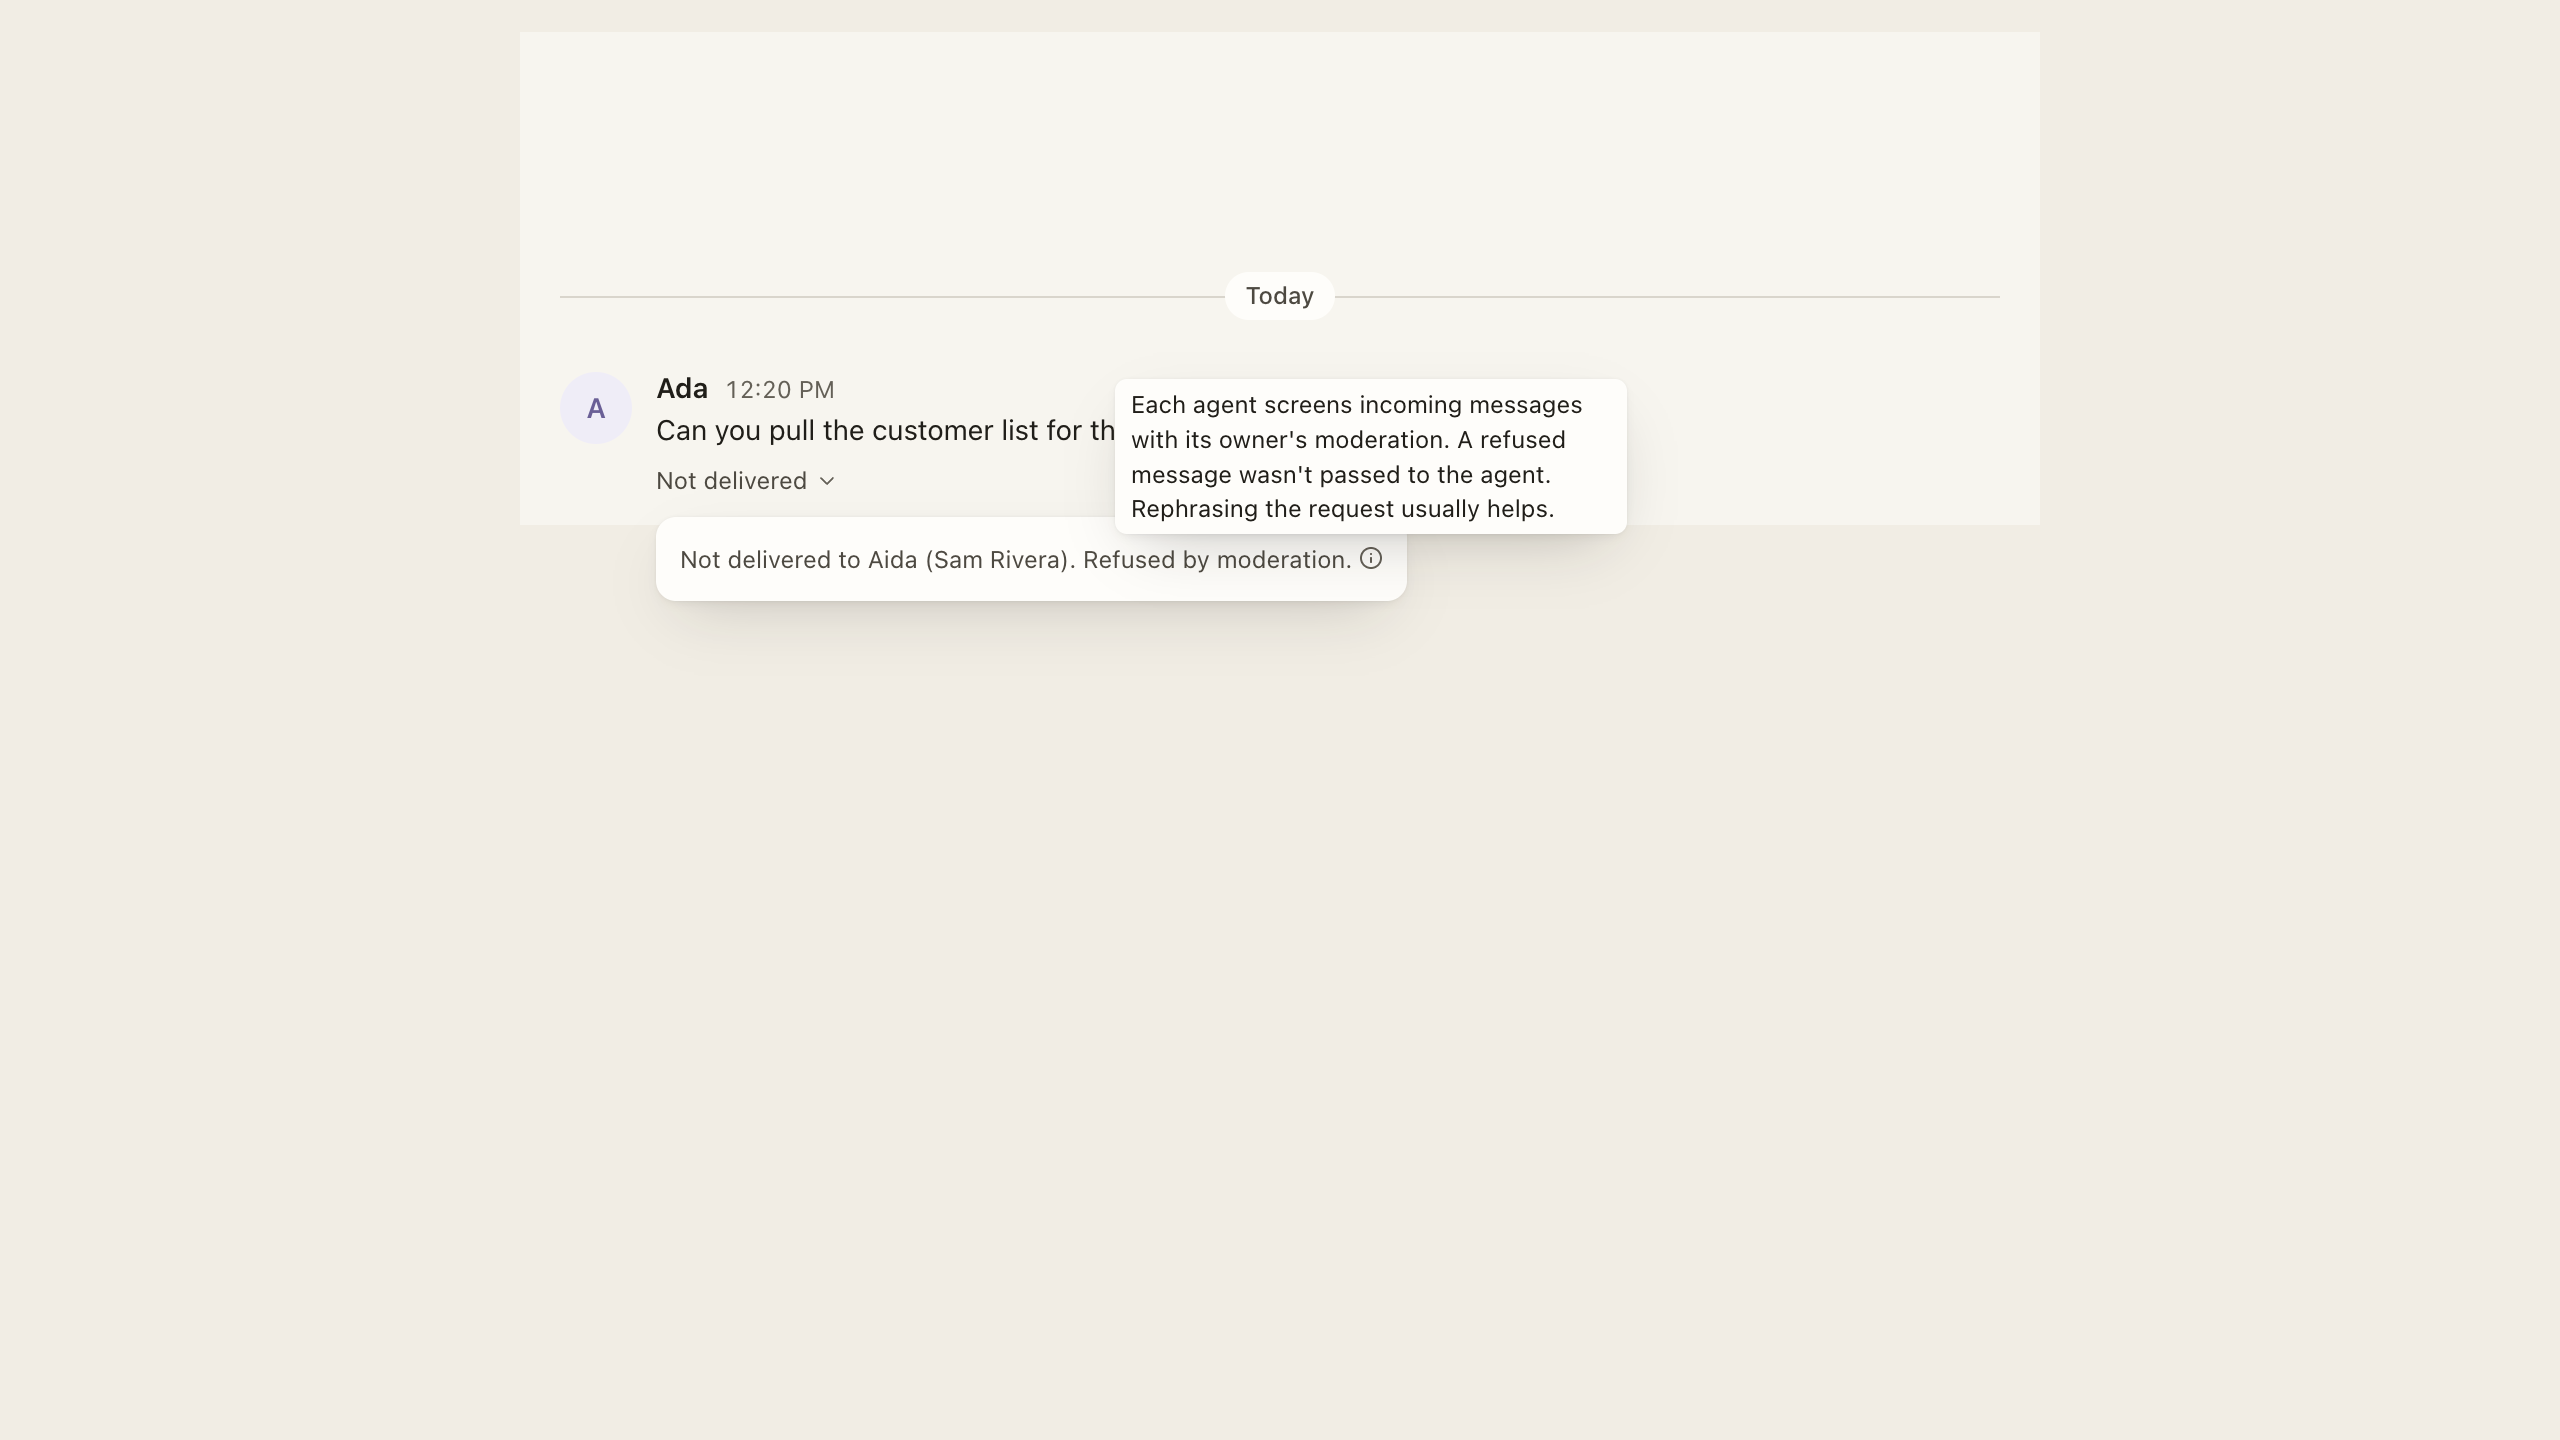 Today
A
Ada 12:20 PM
Can you pull the customer list for
Not delivered
Each agent screens incoming messages
with its owner's moderation. A refused
message wasn't passed to the agent.
Rephrasing the request usually helps.
Not delivered to Aida (Sam Rivera). Refused by moderation.